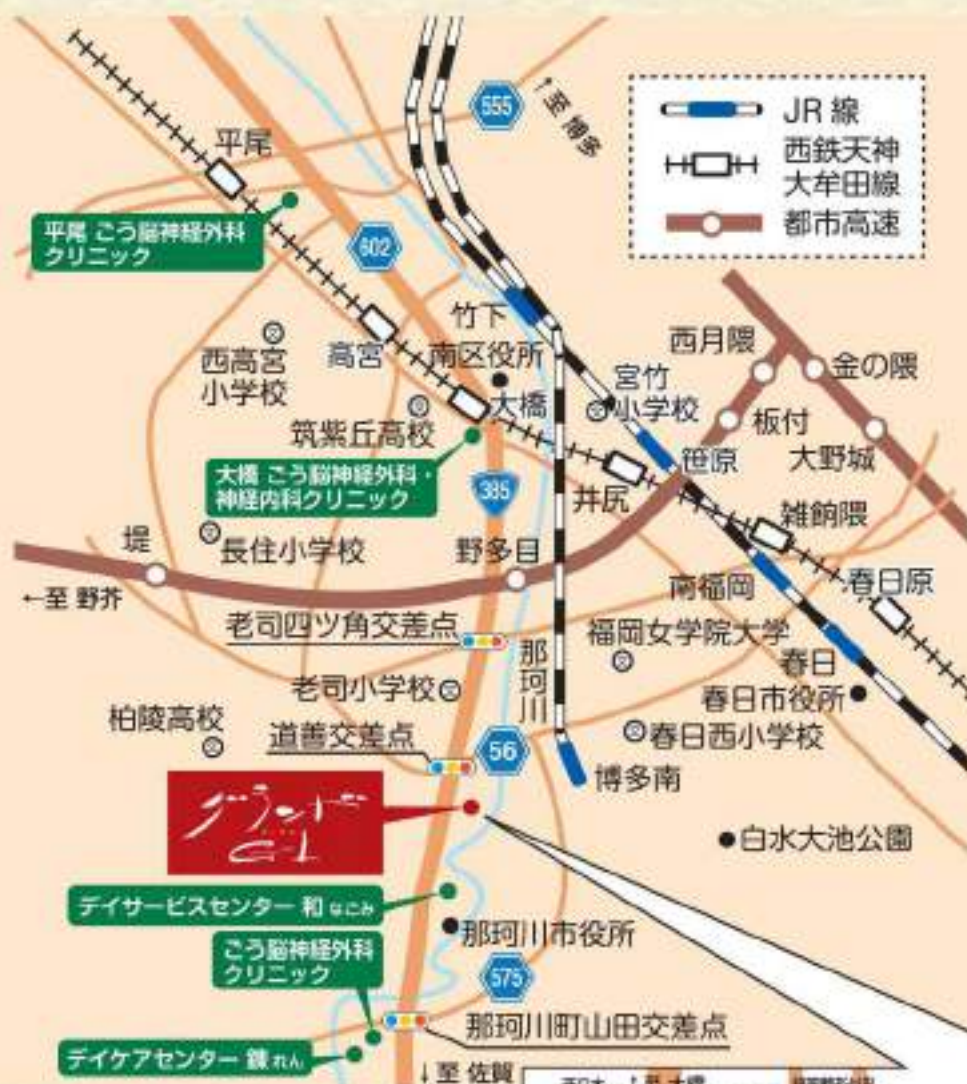 555
↑至 博多
JR 線
西鉄天神
大牟田線
都市高速
平尾
平尾 ごう脳神経外科
クリニック
602
竹下
西高宮
小学校
高宮
南区役所
大橋
宮竹
小学校
西月隈
金の隈
板付
大野城
筑紫丘高校
笹原
大橋 ごう脳神経外科・
神経内科クリニック
385
井尻
雑餉隈
堤
長住小学校
野多目
南福岡
春日原
←至 野芥
老司四ツ角交差点
那珂川
福岡女学院大学
春日
老司小学校
春日市役所
柏陵高校
道善交差点
56
春日西小学校
博多南
グランド
G-1
白水大池公園
デイサービスセンター 和 なごみ
那珂川市役所
ごう脳神経外科
クリニック
575
那珂川町山田交差点
デイケアセンター 錬 れん
↓至 佐賀